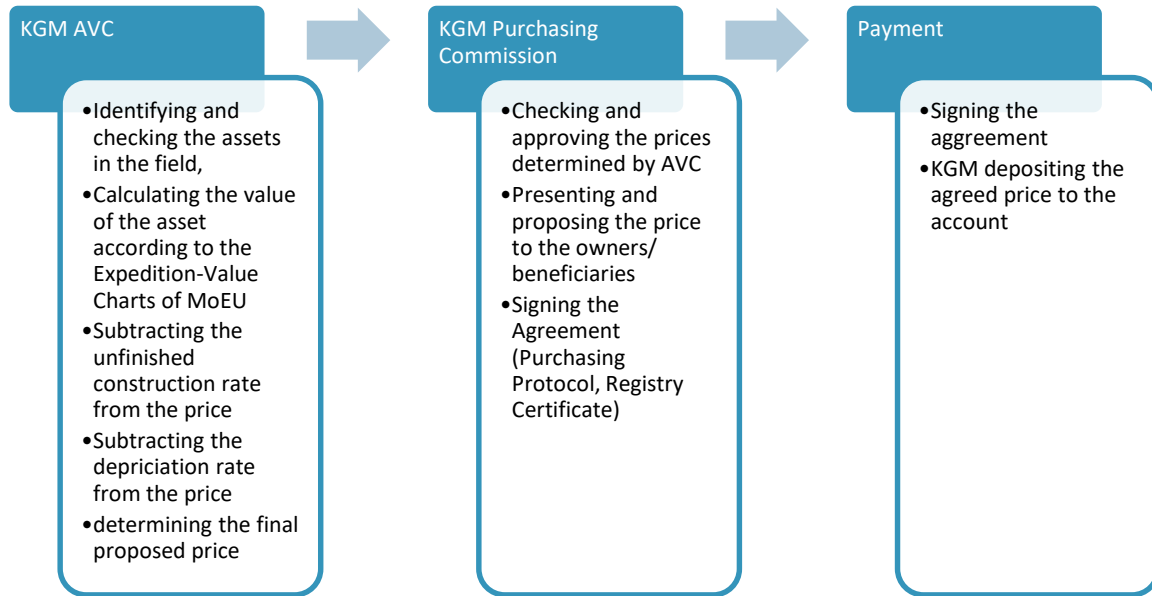 KGM AVC
•Identifying and
checking the assets
in the field,
•Calculating the value
of the asset
according to the
Expedition-Value
Charts of MoEU
•Subtracting the
unfinished
construction rate
from the price
•Subtracting the
depriciation rate
from the price
•determining the final
proposed price
KGM Purchasing
Commission
•Checking and
approving the prices
determined by AVC
•Presenting and
proposing the price
to the owners/
beneficiaries
•Signing the
Agreement
(Purchasing
Protocol, Registry
Certificate)
Payment
•Signing the
aggreement
•KGM depositing the
agreed price to the
account